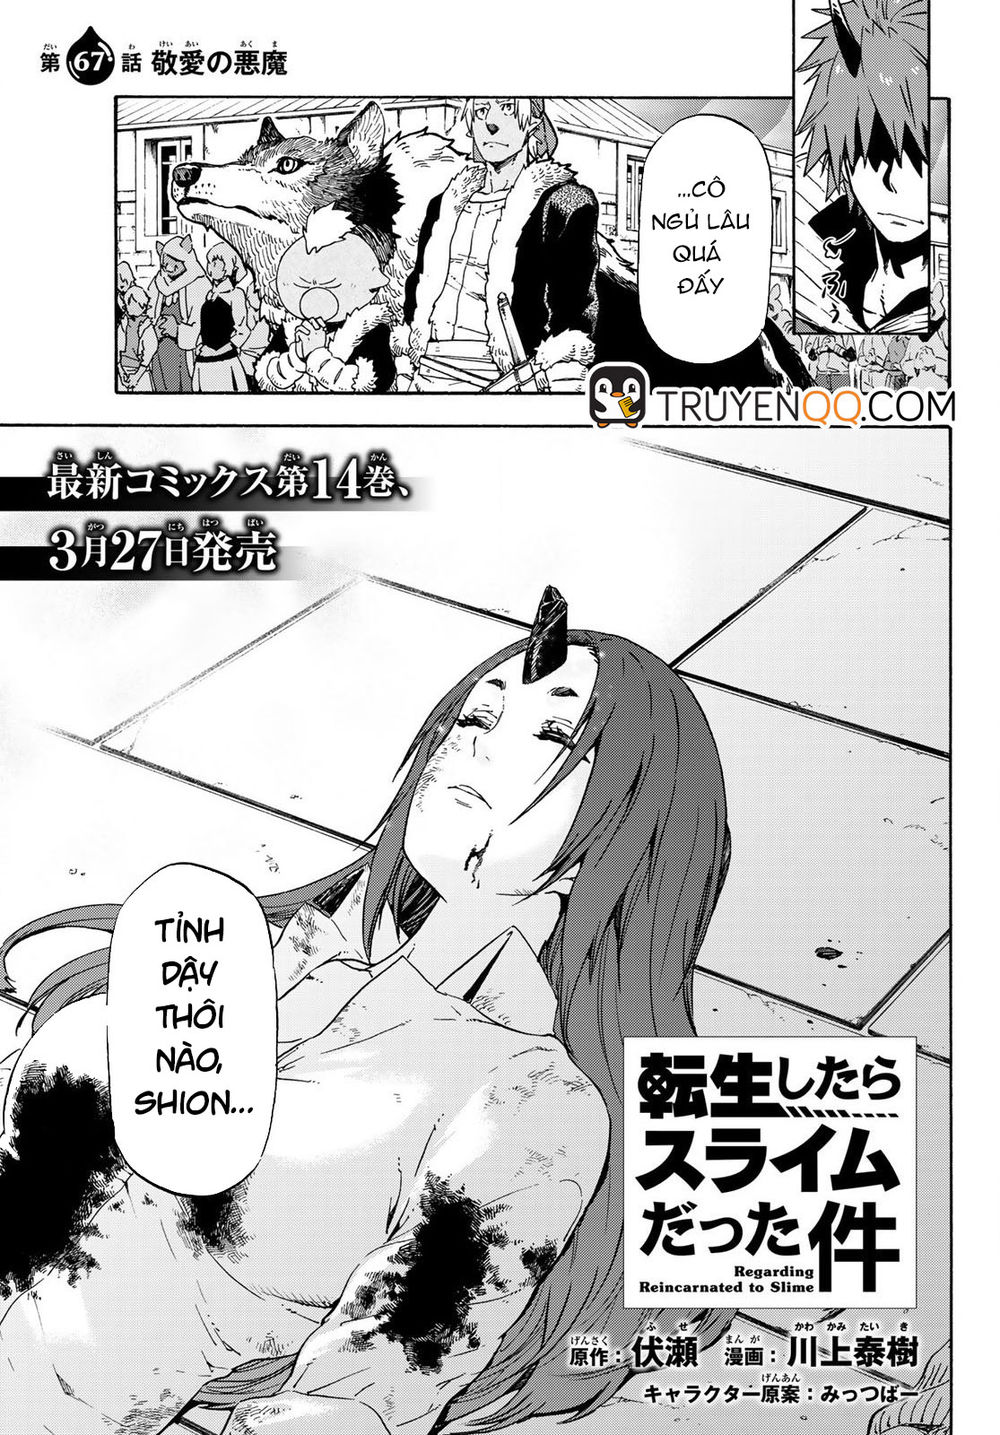 第67話 敬愛の悪魔
...CÔ
NGỦ LÂU
QUÁ
ĐẤY
TRUYENQQ.COM
最新コミックス第14巻、
3月27日発売
TỈNH
DẬY
THÔI
NÀO,
SHION...
転生したら
スライム
だった件
Regarding
Reincarnated to Slime
原作:伏瀬 漫画:川上泰樹
キャラクター原案:みっつばー